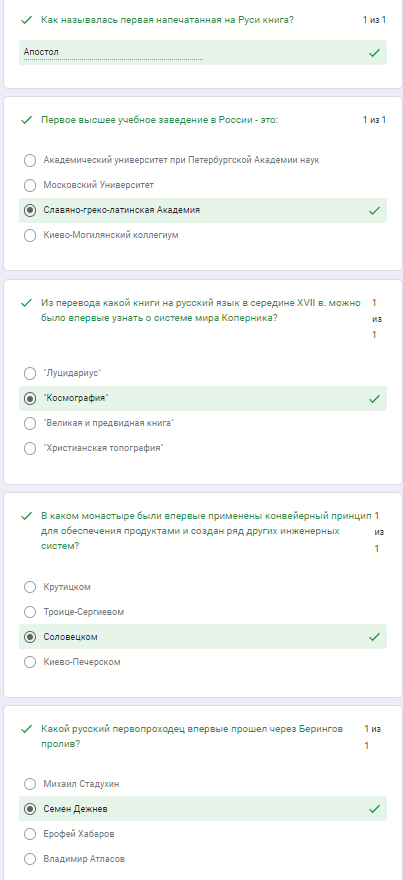 Как называлась первая напечатанная на Руси книга?
1 из 1
Апостол
Первое высшее учебное заведение в России - это:
1 из 1
Академический университет при Петербургской Академии наук
Московский Университет
Славяно-греко-латинская Академия
Киево-Могилянский коллегиум
Из перевода какой книги на русский язык в середине XVII в. можно
было впервые узнать о системе мира Коперника?
1
из
1
"Луцидариус"
"Космография"
"Великая и предвидная книга"
"Христианская топография"
В каком монастыре были впервые применены конвейерный принцип
для обеспечения продуктами и создан ряд других инженерных
систем?
1
из
1
Крутицком
Троице-Сергиевом
Соловецком
Киево-Печерском
Какой русский первопроходец впервые прошел через Берингов
пролив?
1 из
1
Михаил Стадухин
Семен Дежнев
Ерофей Хабаров
Владимир Атласов